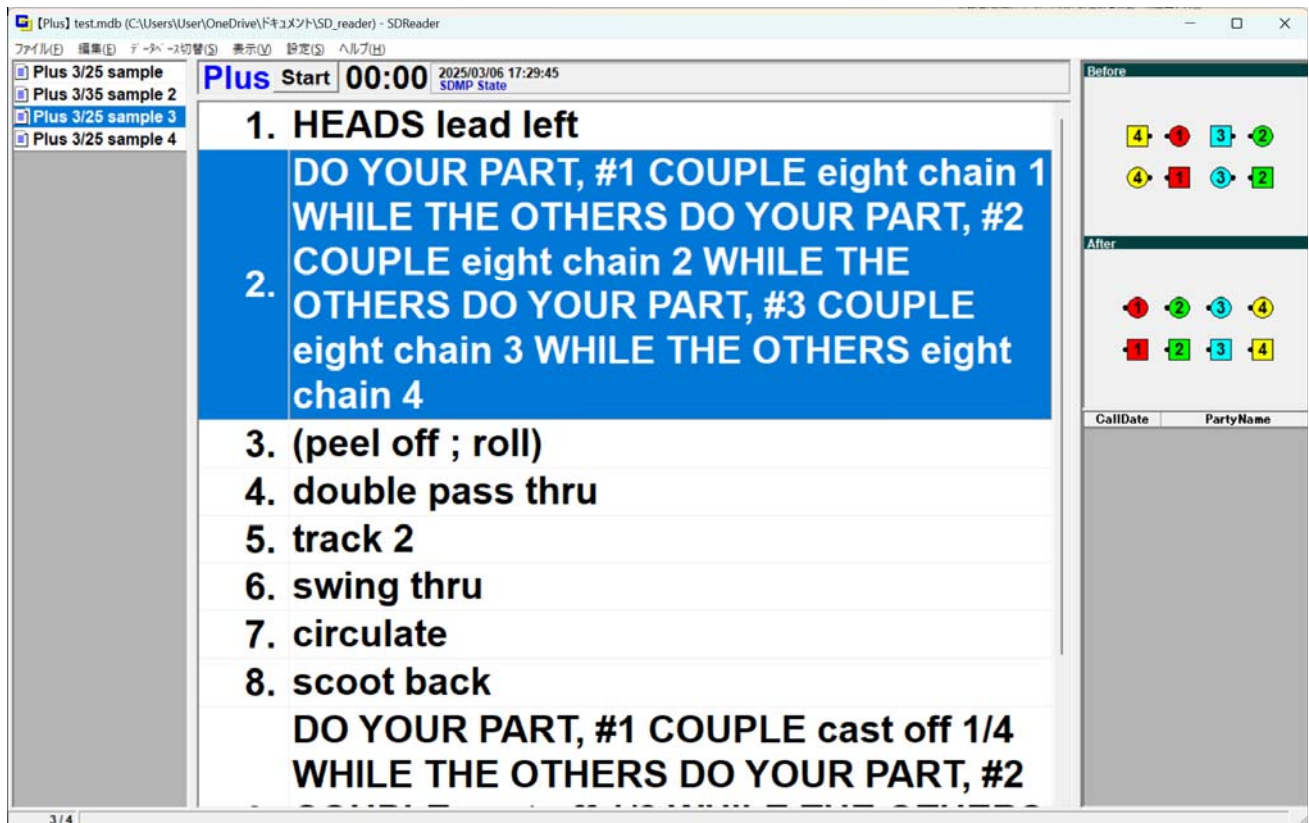 【Plus】 test.mdb (C:\Users\User\OneDrive\ドキュメント\SD_reader) - SDReader
ファイル(F) 編集(E) データベース切替(S) 表示(V) 設定(S) ヘルプ(H)
Plus 3/25 sample
Plus 3/35 sample 2
Plus 3/25 sample 3
Plus 3/25 sample 4
Plus Start 00:00 2025/03/06 17:29:45
SDMP State
1. HEADS lead left
2. DO YOUR PART, #1 COUPLE eight chain 1
WHILE THE OTHERS DO YOUR PART, #2
COUPLE eight chain 2 WHILE THE
OTHERS DO YOUR PART, #3 COUPLE
eight chain 3 WHILE THE OTHERS eight
chain 4
3. (peel off ; roll)
4. double pass thru
5. track 2
6. swing thru
7. circulate
8. scoot back
DO YOUR PART, #1 COUPLE cast off 1/4
WHILE THE OTHERS DO YOUR PART, #2
Before
4 1 3 2
4 1 3 2
After
1 2 3 4
1 2 3 4
CallDate PartyName
3/4